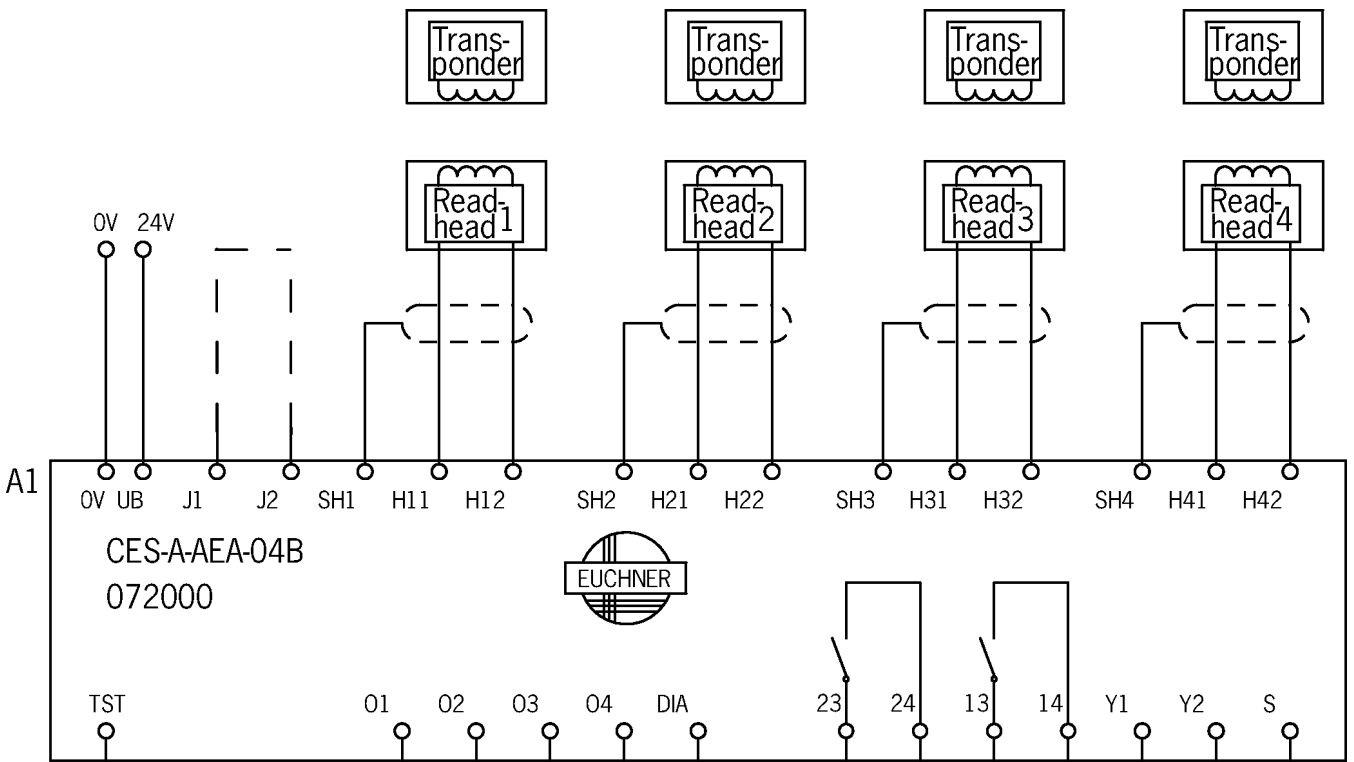 Trans-
ponder
Trans-
ponder
Trans-
ponder
Trans-
ponder
Read-
head 1
Read-
head 2
Read-
head 3
Read-
head 4
0V 24V
A1
0V UB J1 J2 SH1 H11 H12 SH2 H21 H22 SH3 H31 H32 SH4 H41 H42
CES-A-AEA-04B
072000
EUCHNER
TST O1 O2 O3 O4 DIA 23 24 13 14 Y1 Y2 S